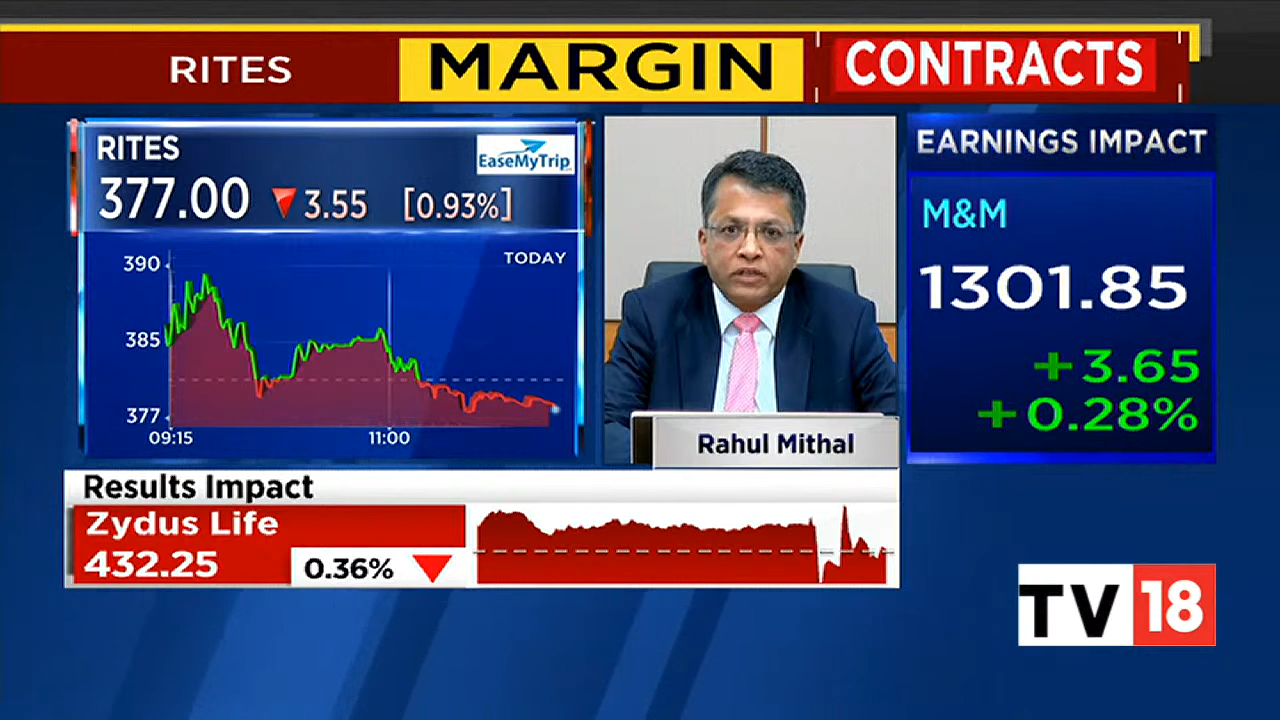 RITES
MARGIN
CONTRACTS
RITES
377.00 ▼ 3.55 [0.93%]
EaseMyTrip
TODAY
390
385
377
09:15 11:00
Rahul Mithal
EARNINGS IMPACT
M&M
1301.85
+3.65
+0.28%
Results Impact
Zydus Life
432.25
0.36% ▼
TV18